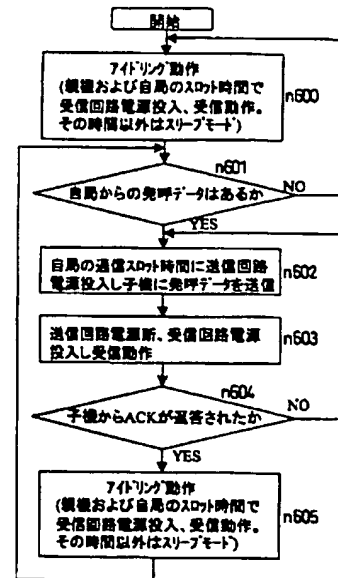 開始
アイドリング動作
(親機および自局のスロット時間で
受信回路電源投入、受信動作。
その時間以外はスリープモード)
n600
n601
自局からの発呼データはあるか
NO
YES
自局の通信スロット時間に送信回路
電源投入し子機に発呼データを送信
n602
送信回路電源断、受信回路電源
投入し受信動作
n603
n604
子機からACKが返答されたか
NO
YES
アイドリング動作
(親機および自局のスロット時間で
受信回路電源投入、受信動作。
その時間以外はスリープモード)
n605